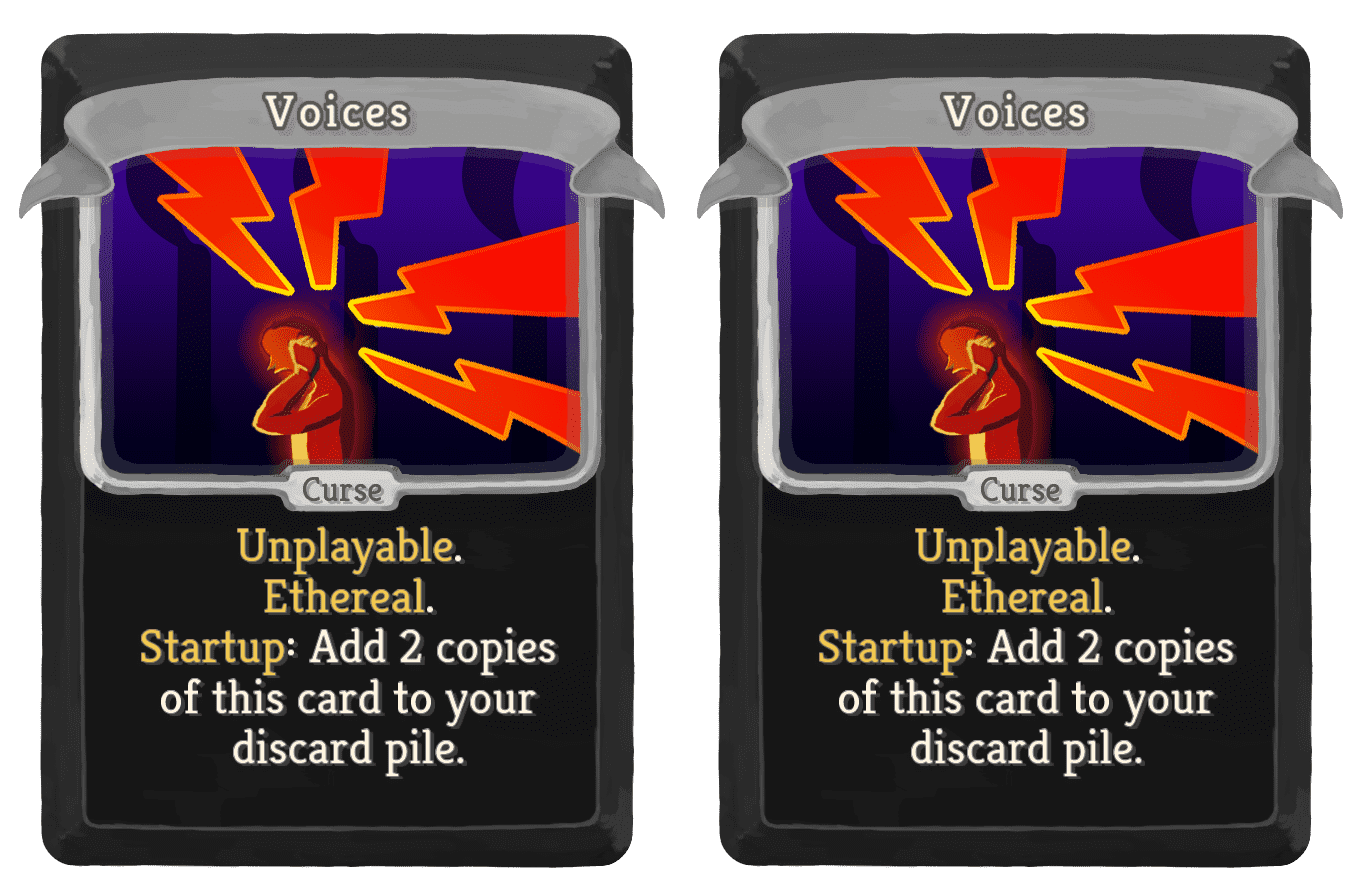 Voices
Curse
Unplayable.
Ethereal.
Startup: Add 2 copies
of this card to your
discard pile.
Voices
Curse
Unplayable.
Ethereal.
Startup: Add 2 copies
of this card to your
discard pile.